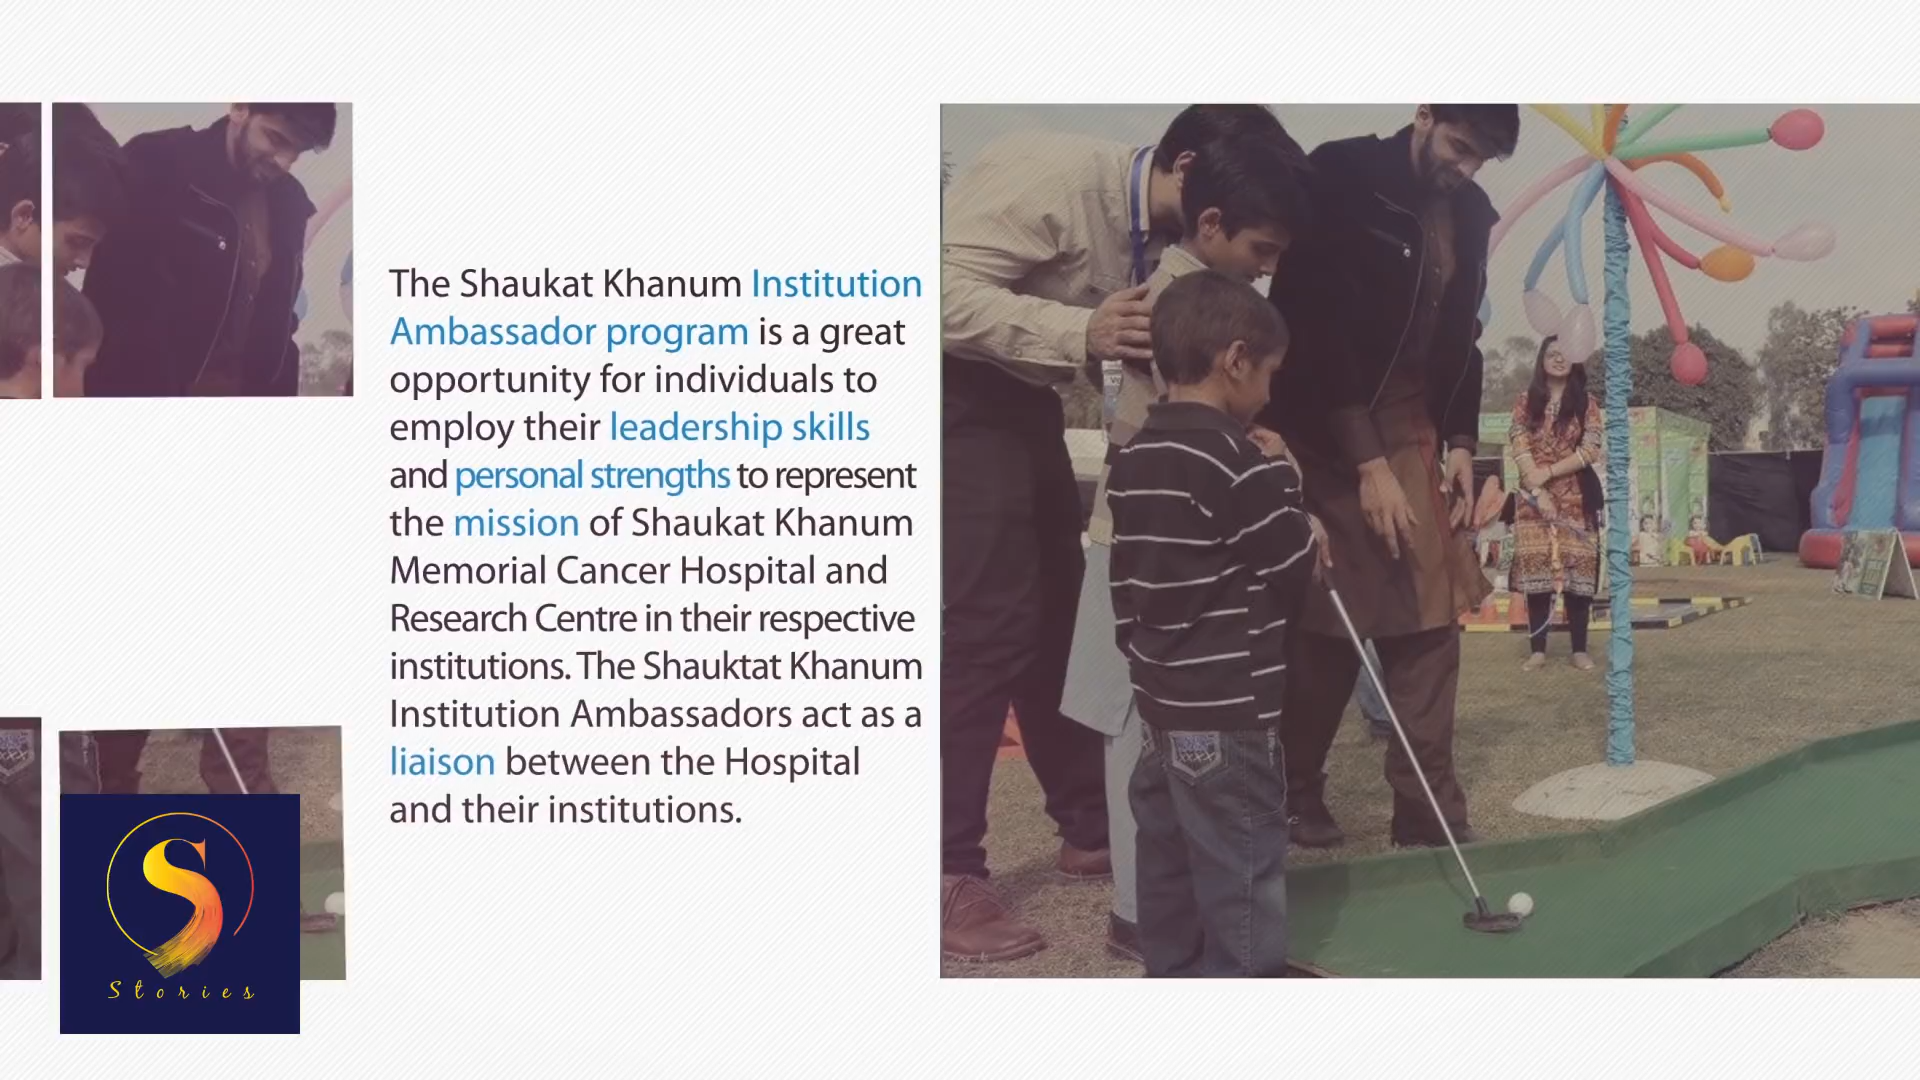 The Shaukat Khanum Institution
Ambassador program is a great
opportunity for individuals to
employ their leadership skills
and personal strengths to represent
the mission of Shaukat Khanum
Memorial Cancer Hospital and
Research Centre in their respective
institutions. The Shauktat Khanum
Institution Ambassadors act as a
liaison between the Hospital
and their institutions.
S
Stories